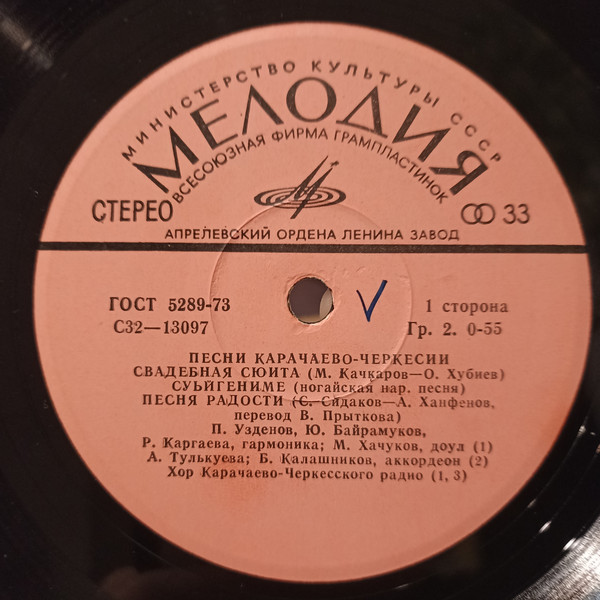 МИНИСТЕРСТВО КУЛЬТУРЫ СССР
МЕЛОДИЯ
ВСЕСОЮЗНАЯ ФИРМА ГРАМПЛАСТИНОК
СТЕРЕО
33
АПРЕЛЕВСКИЙ ОРДЕНА ЛЕНИНА ЗАВОД
ГОСТ 5289-73
1 сторона
С32—13097
Гр. 2. 0-55
ПЕСНИ КАРАЧАЕВО-ЧЕРКЕСИИ
СВАДЕБНАЯ СЮИТА (М. Качкаров—О. Хубиев)
СУЫГЕНИМЕ (ногайская нар. песня)
ПЕСНЯ РАДОСТИ (С. Сидаков—А. Ханфенов,
перевод В. Прыткова)
П. Узденов, Ю. Байрамуков,
Р. Каргаева, гармоника; М. Хачуков, доул (1)
А. Тулькуева; Б. Калашников, аккордеон (2)
Хор Карачаево-Черкесского радио (1, 3)